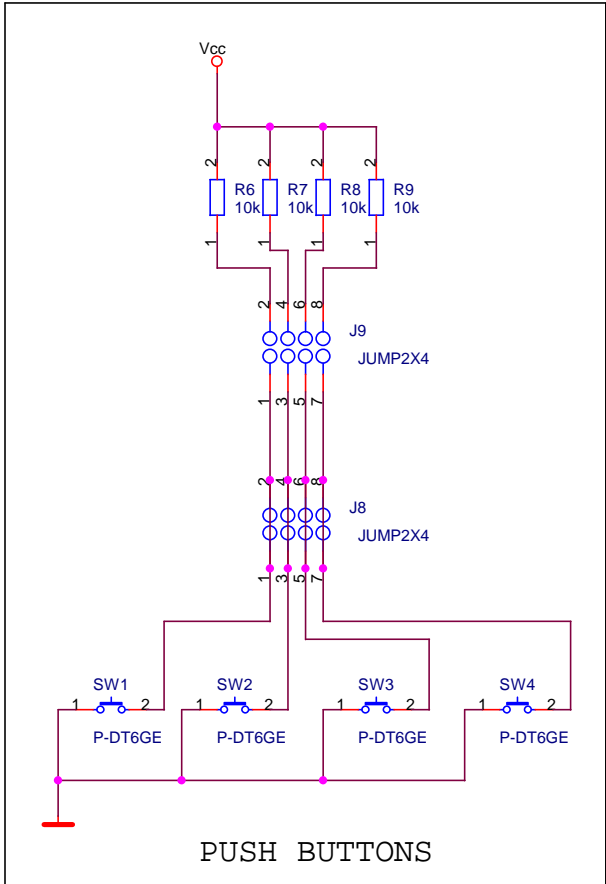 Vcc
2 2 2 2
R6 R7 R8 R9
10k 10k 10k 10k
1 1 1 1
2 4 6 8
J9
JUMP2X4
1 3 5 7
2 4 6 8
J8
JUMP2X4
1 3 5 7
SW1 SW2 SW3 SW4
1 2 1 2 1 2 1 2
P-DT6GE P-DT6GE P-DT6GE P-DT6GE
PUSH BUTTONS